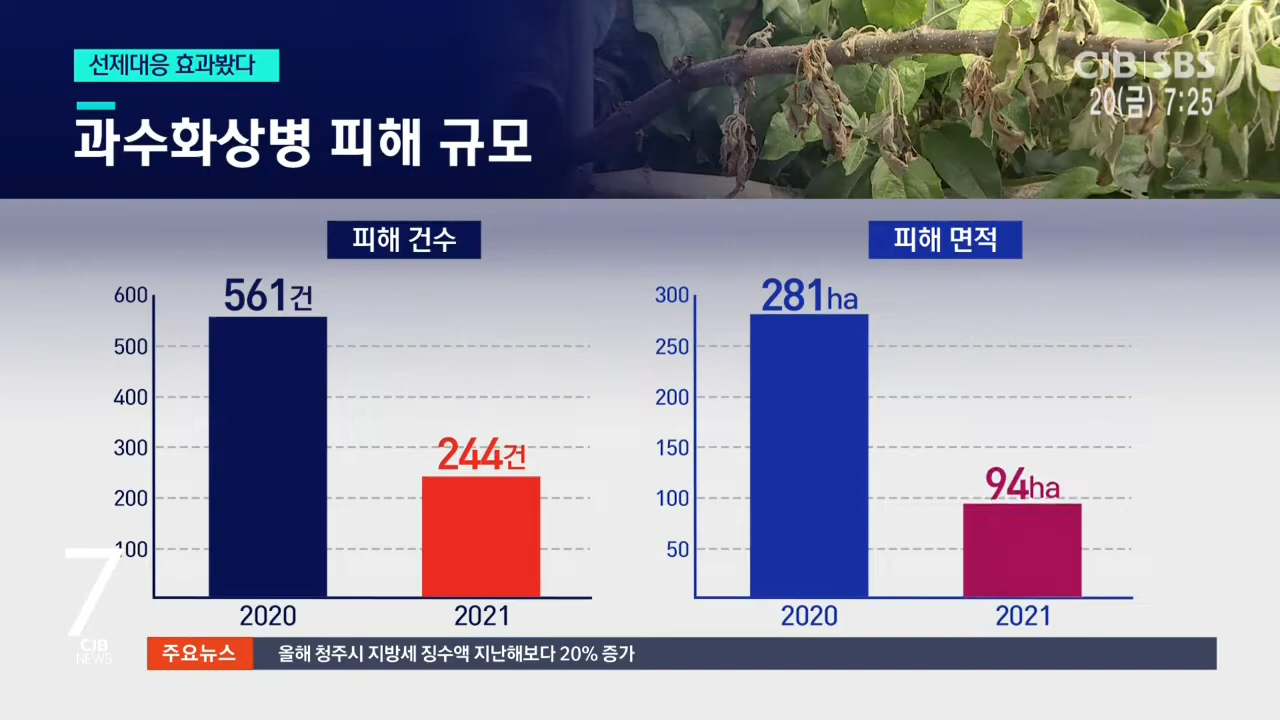 선제대응 효과봤다
CJB SBS
20(금) 7:25
과수화상병 피해 규모
피해 건수
600
500
400
300
200
100
561건
244건
2020
2021
피해 면적
300
250
200
150
100
50
281ha
94ha
2020
2021
7
CJB
NEWS
주요뉴스
올해 청주시 지방세 징수액 지난해보다 20% 증가